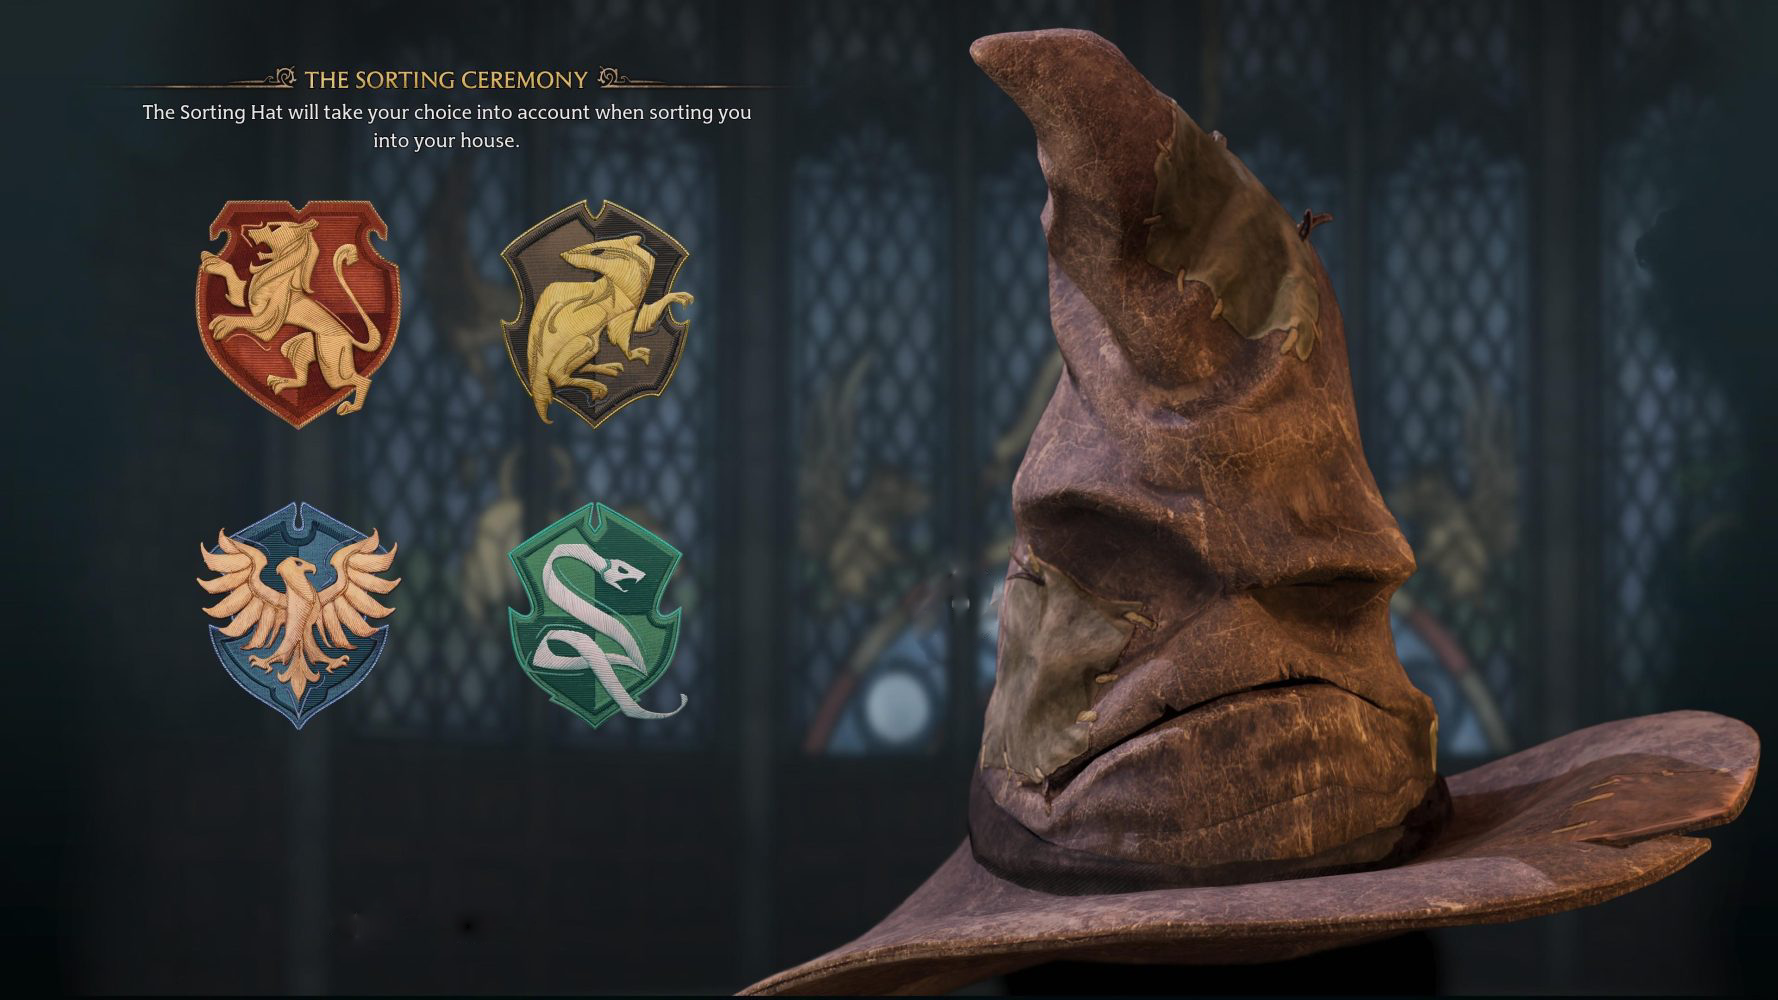 THE SORTING CEREMONY
The Sorting Hat will take your choice into account when sorting you
into your house.